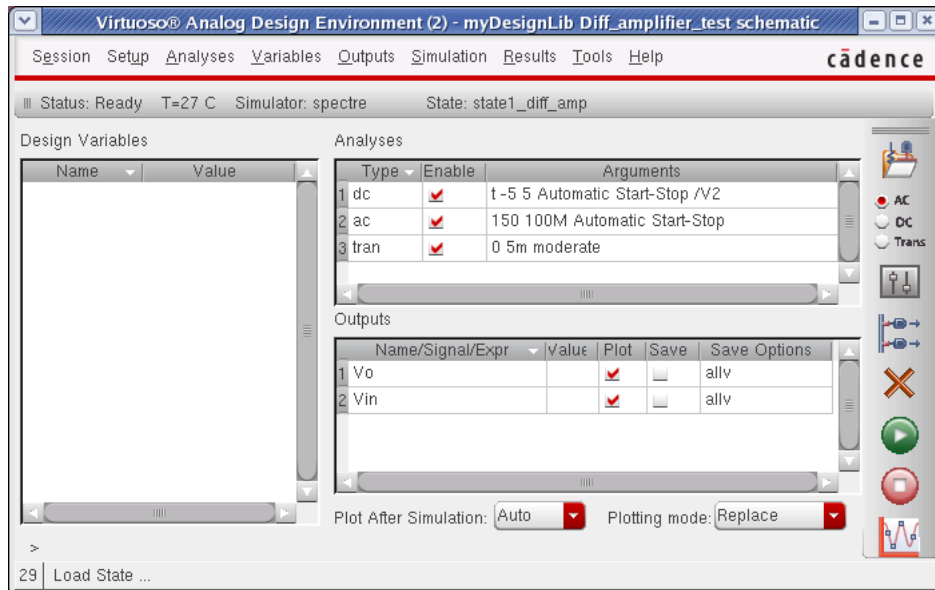 Virtuoso® Analog Design Environment (2) - myDesignLib Diff_amplifier_test schematic
Session Setup Analyses Variables Outputs Simulation Results Tools Help cādence
Status: Ready T=27 C Simulator: spectre State: state1_diff_amp
Design Variables
Name Value
Analyses
Type Enable Arguments
1 dc t -5 5 Automatic Start-Stop /V2
2 ac 150 100M Automatic Start-Stop
3 tran 0 5m moderate
Outputs
Name/Signal/Expr Value Plot Save Save Options
1 Vo allv
2 Vin allv
Plot After Simulation: Auto Plotting mode: Replace
AC
DC
Trans
>
29 Load State ...